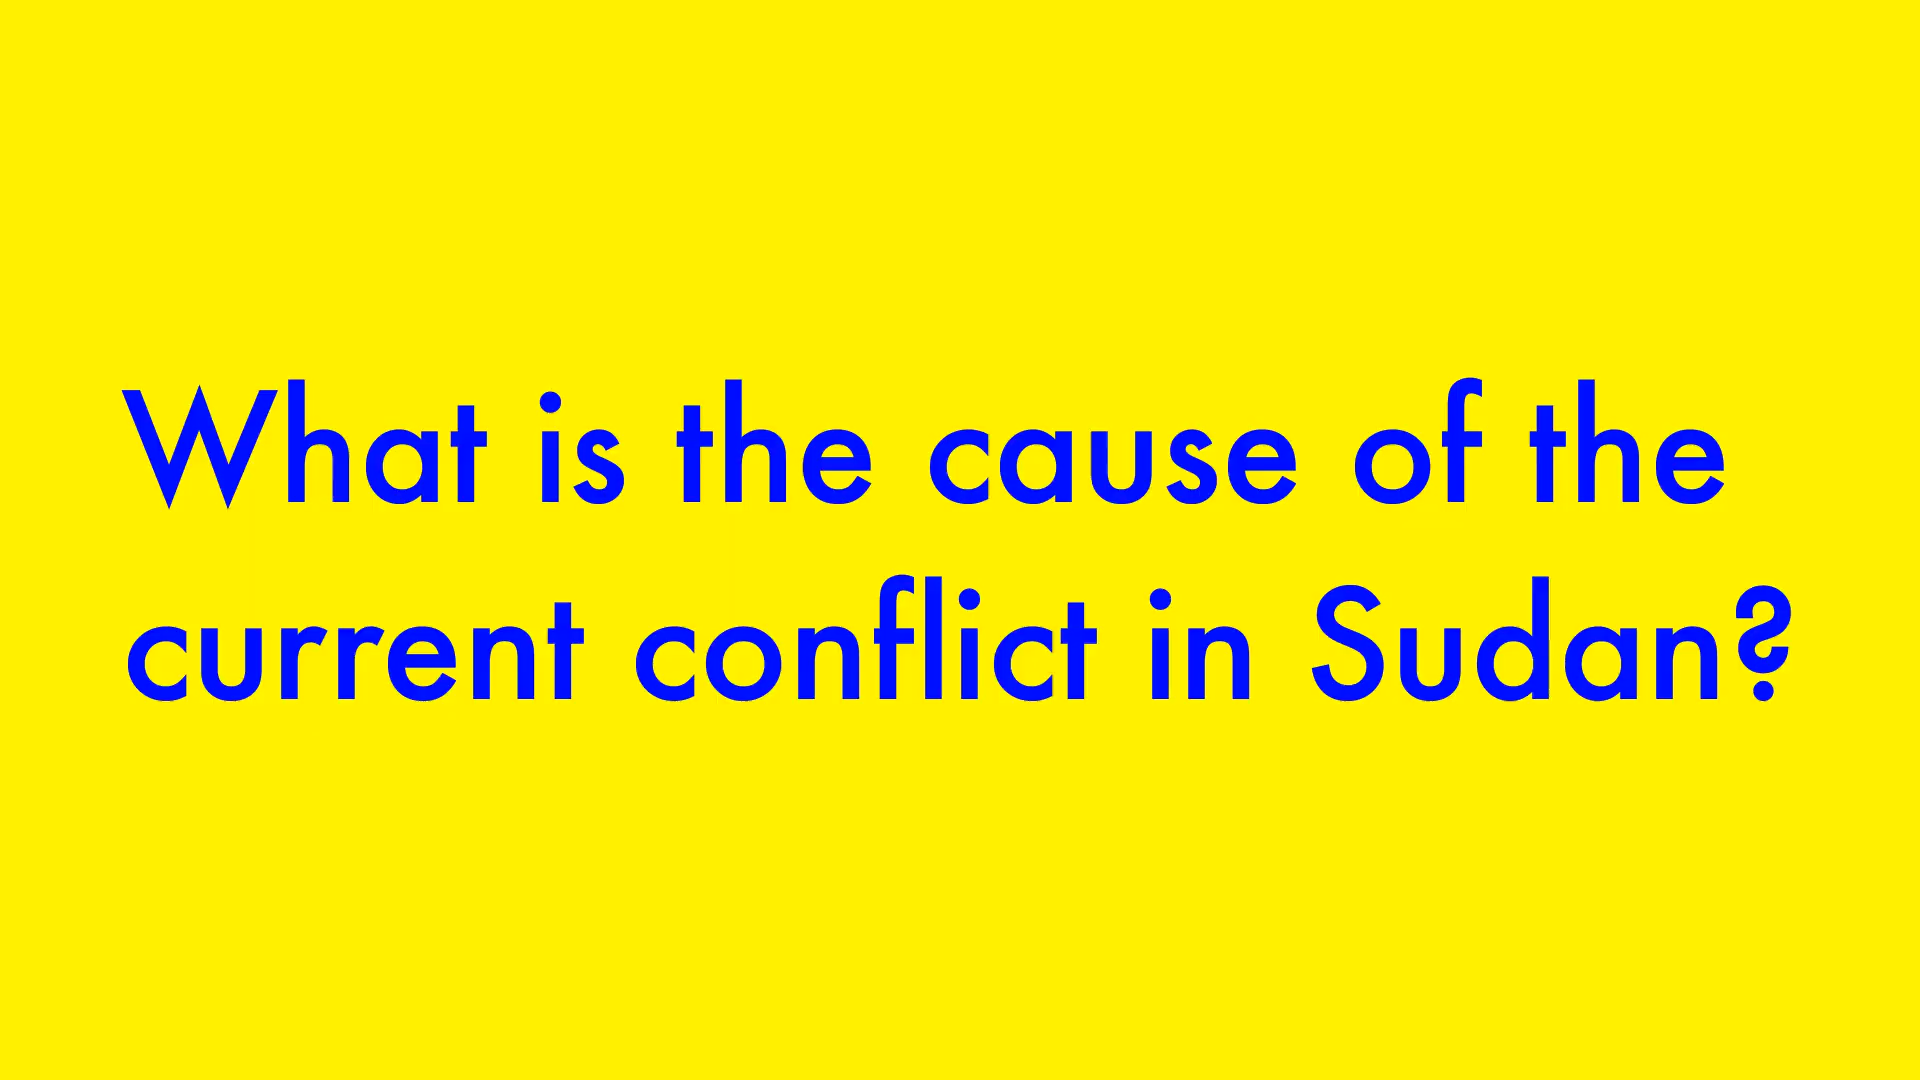 What is the cause of the
current conflict in Sudan?